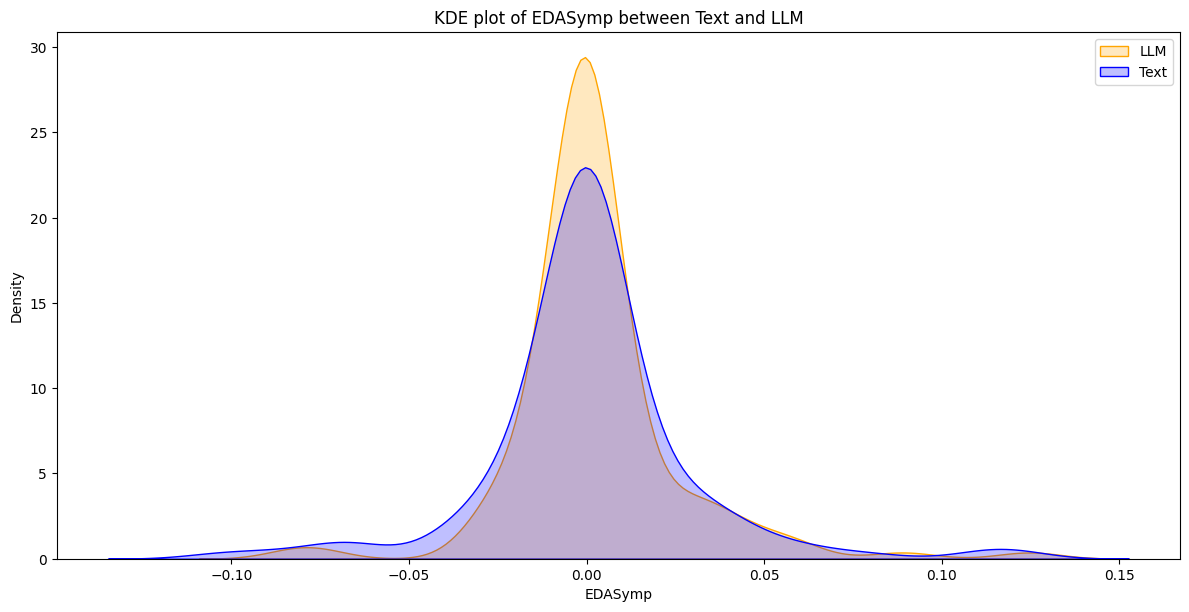 KDE plot of EDASymp between Text and LLM
LLM
Text
30
25
20
15
10
5
0
Density
−0.10
−0.05
0.00
0.05
0.10
0.15
EDASymp